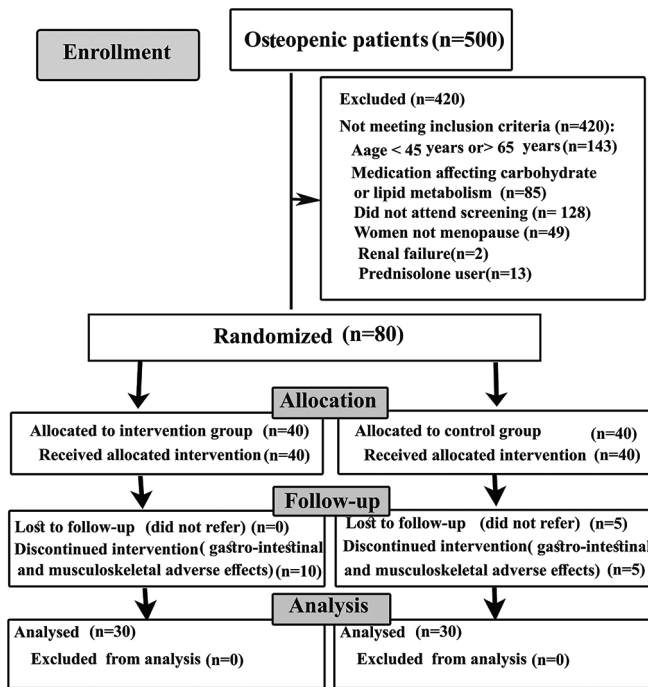 Enrollment
Osteopenic patients (n=500)
Excluded (n=420)
Not meeting inclusion criteria (n=420):
Aage < 45 years or> 65 years (n=143)
Medication affecting carbohydrate
or lipid metabolism (n=85)
Did not attend screening (n= 128)
Women not menopause (n=49)
Renal failure(n=2)
Prednisolone user(n=13)
Randomized (n=80)
Allocation
Allocated to intervention group (n=40)
Received allocated intervention (n=40)
Allocated to control group (n=40)
Received allocated intervention (n=40)
Follow-up
Lost to follow-up (did not refer) (n=0)
Discontinued intervention( gastro-intestinal
and musculoskeletal adverse effects) (n=10)
Lost to follow-up (did not refer) (n=5)
Discontinued intervention (gastro-intestinal
and musculoskeletal adverse effects) (n=5)
Analysis
Analysed (n=30)
Excluded from analysis (n=0)
Analysed (n=30)
Excluded from analysis (n=0)